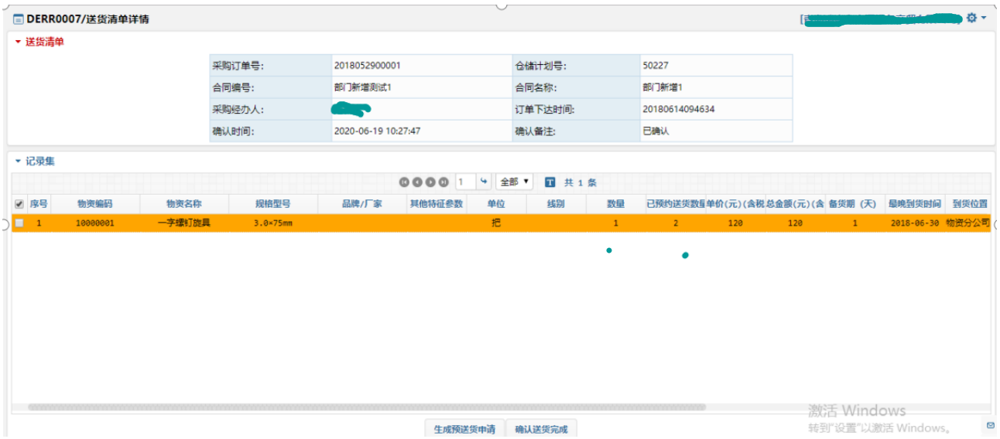 DERR0007/送货清单详情
送货清单
采购订单号: 2018052900001 仓储计划号: 50227
合同编号: 部门新增测试1 合同名称: 部门新增1
采购经办人: 订单下达时间: 20180614094634
确认时间: 2020-06-19 10:27:47 确认备注: 已确认
记录集
1 全部 T 共 1 条
序号 物资编码 物资名称 规格型号 品牌/厂家 其他特征参数 单位 线别 数量 已预约送货数量 单价(元)(含税 总金额(元)(含 备货期 (天) 最晚到货时间 到货位置
1 10000001 一字螺钉旋具 3.0×75mm 把 1 2 120 120 1 2018-06-30 物资分公司
生成预送货申请 确认送货完成
激活 Windows
转到"设置"以激活 Windows。